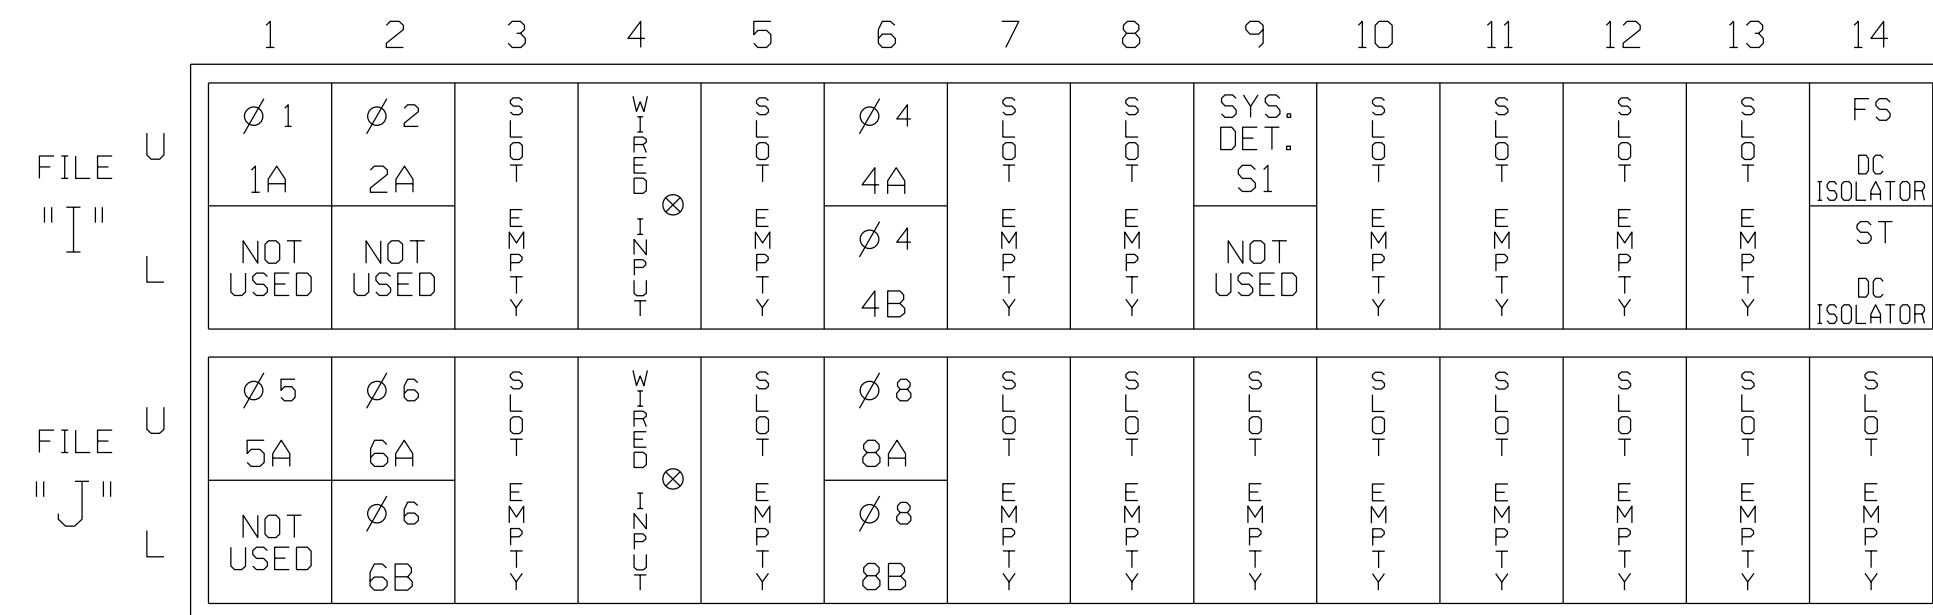 1 2 3 4 5 6 7 8 9 10 11 12 13 14
FILE "I"
U
L
Ø 1
1A
NOT
USED
Ø 2
2A
NOT
USED
SLOT EMPTY
WIRED INPUT
SLOT EMPTY
Ø 4
4A
Ø 4
4B
SLOT EMPTY
SLOT EMPTY
SYS.
DET.
S1
NOT
USED
SLOT EMPTY
SLOT EMPTY
SLOT EMPTY
SLOT EMPTY
FS
DC
ISOLATOR
ST
DC
ISOLATOR
FILE "J"
U
L
Ø 5
5A
NOT
USED
Ø 6
6A
Ø 6
6B
SLOT EMPTY
WIRED INPUT
SLOT EMPTY
Ø 8
8A
Ø 8
8B
SLOT EMPTY
SLOT EMPTY
SLOT EMPTY
SLOT EMPTY
SLOT EMPTY
SLOT EMPTY
SLOT EMPTY
SLOT EMPTY